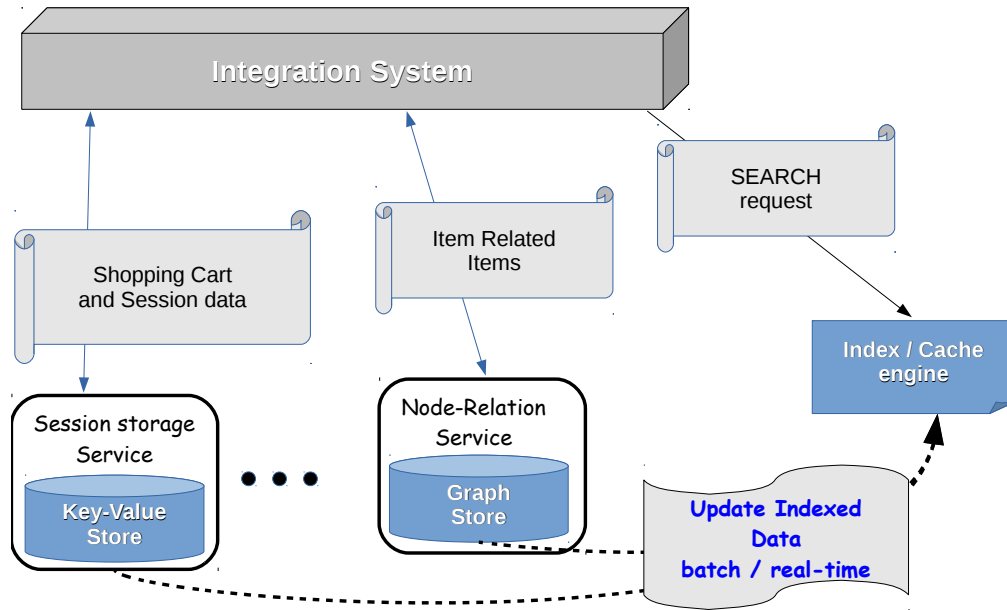 Integration System
SEARCH
request
Item Related
Items
Shopping Cart
and Session data
Index / Cache
engine
Session storage
Service
Key-Value
Store
Node-Relation
Service
Graph
Store
Update Indexed
Data
batch / real-time